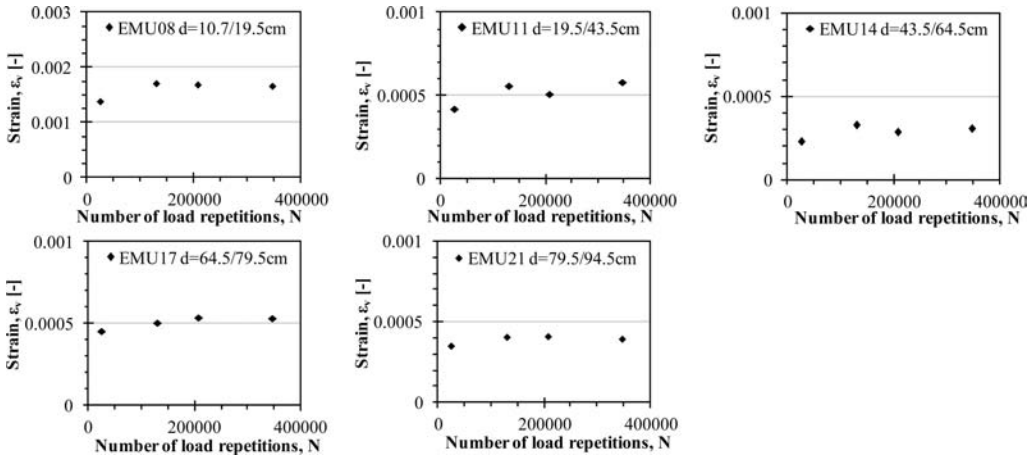 0.003
0.002
0.001
0
Strain, εv [-]
EMU08 d=10.7/19.5cm
0 200000 400000
Number of load repetitions, N
0.001
0.0005
0
Strain, εv [-]
EMU11 d=19.5/43.5cm
0 200000 400000
Number of load repetitions, N
0.001
0.0005
0
Strain, εv [-]
EMU14 d=43.5/64.5cm
0 200000 400000
Number of load repetitions, N
0.001
0.0005
0
Strain, εv [-]
EMU17 d=64.5/79.5cm
0 200000 400000
Number of load repetitions, N
0.001
0.0005
0
Strain, εv [-]
EMU21 d=79.5/94.5cm
0 200000 400000
Number of load repetitions, N